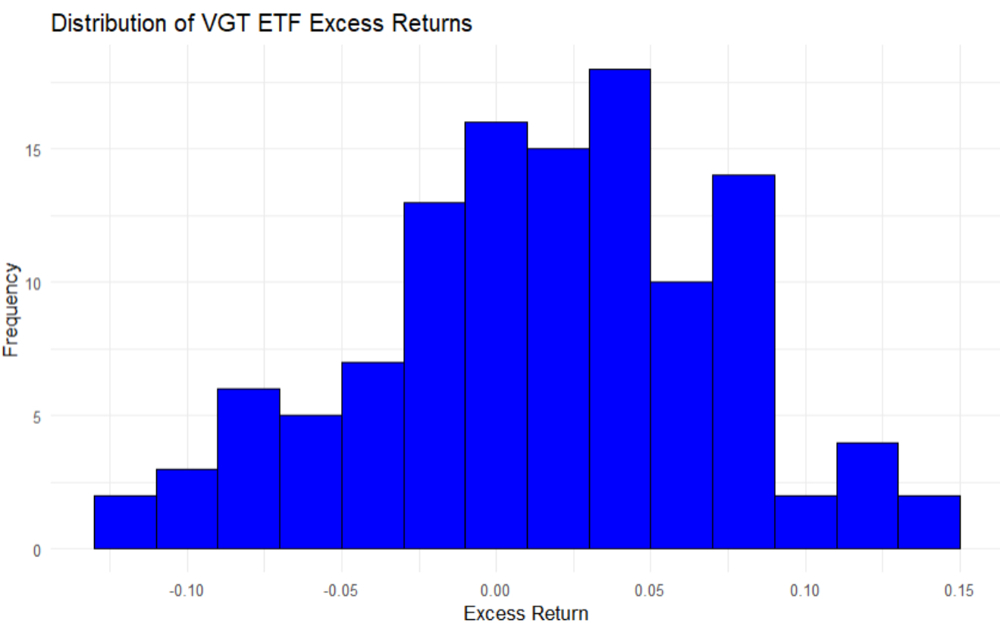 Distribution of VGT ETF Excess Returns
Frequency
15
10
5
0
-0.10 -0.05 0.00 0.05 0.10 0.15
Excess Return